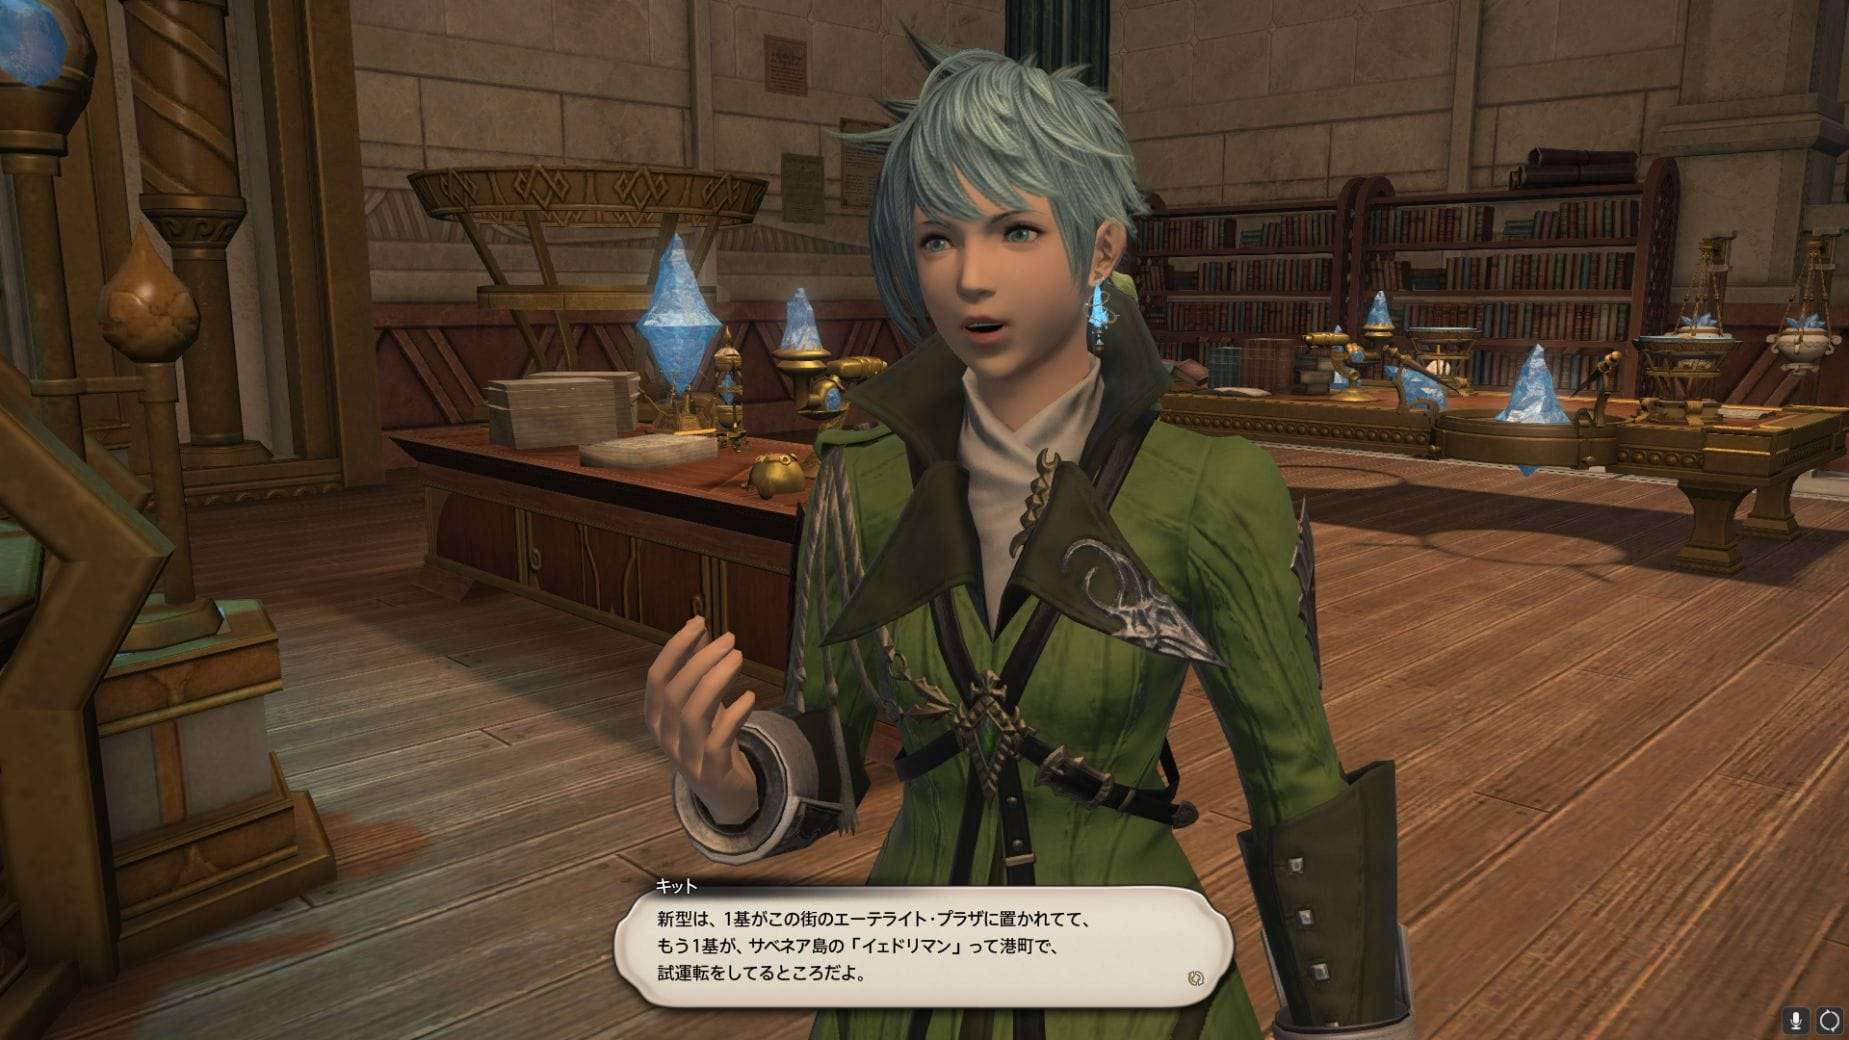 キット
新型は、1基がこの街のエーテライト・プラザに置かれてて、
もう1基が、サベネア島の「イェドリマン」って港町で、
試運転をしてるところだよ。